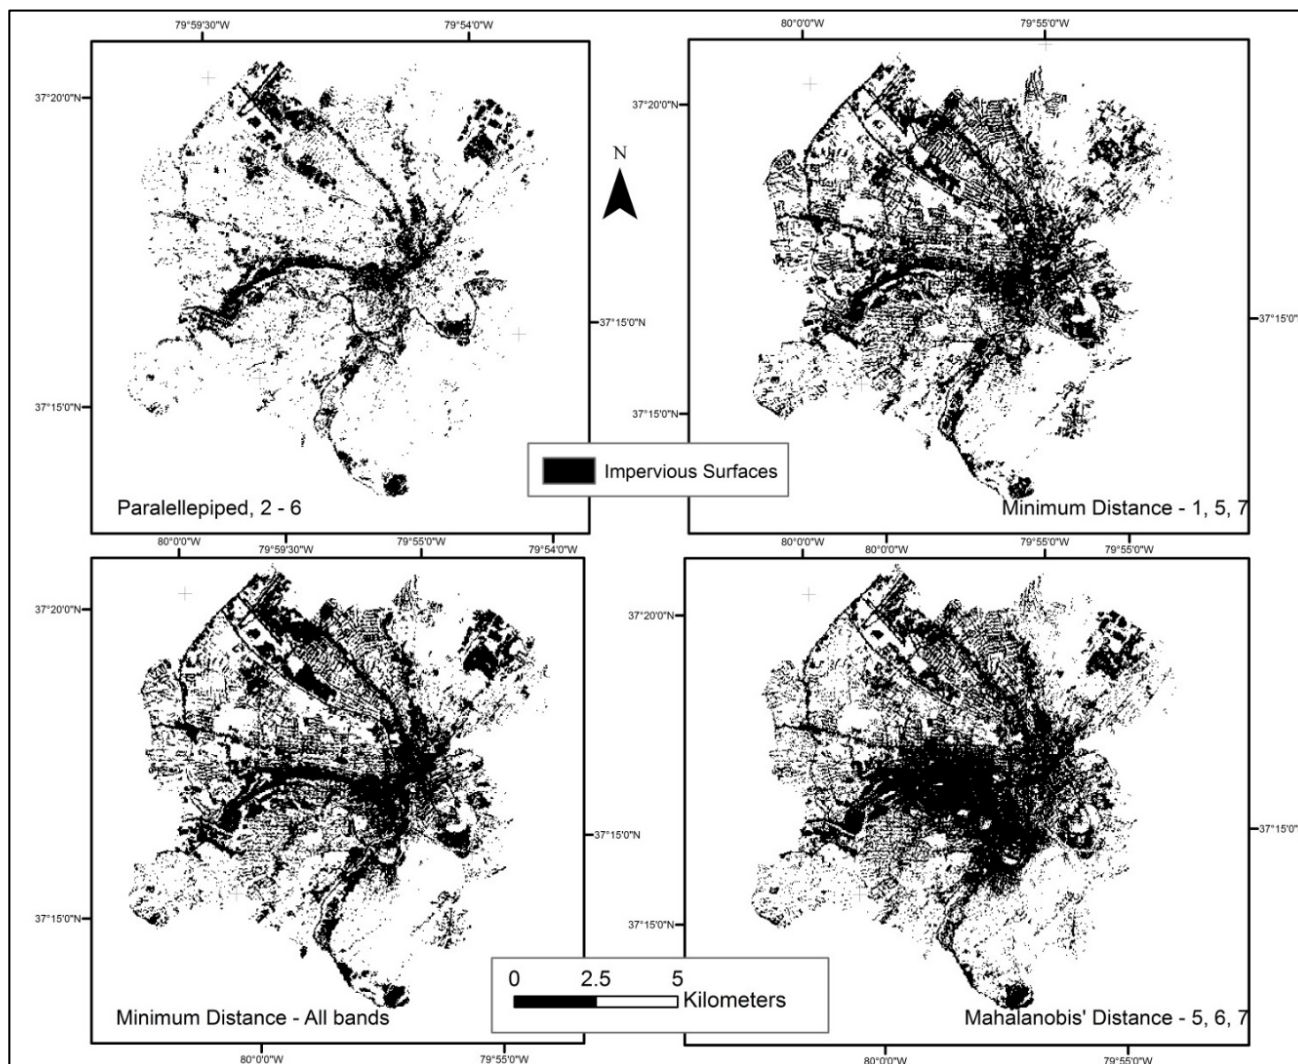 79°59'30"W
79°54'0"W
80°0'0"W
79°55'0"W
37°20'0"N
37°20'0"N
N
37°15'0"N
37°15'0"N
37°15'0"N
37°15'0"N
Impervious Surfaces
Paralellepiped, 2 - 6
Minimum Distance - 1, 5, 7
80°0'0"W
79°59'30"W
79°55'0"W
79°54'0"W
80°0'0"W
80°0'0"W
79°55'0"W
79°55'0"W
37°20'0"N
37°20'0"N
37°15'0"N
37°15'0"N
37°15'0"N
37°15'0"N
0 2.5 5
Kilometers
Minimum Distance - All bands
Mahalanobis' Distance - 5, 6, 7
80°0'0"W
79°55'0"W
80°0'0"W
79°55'0"W